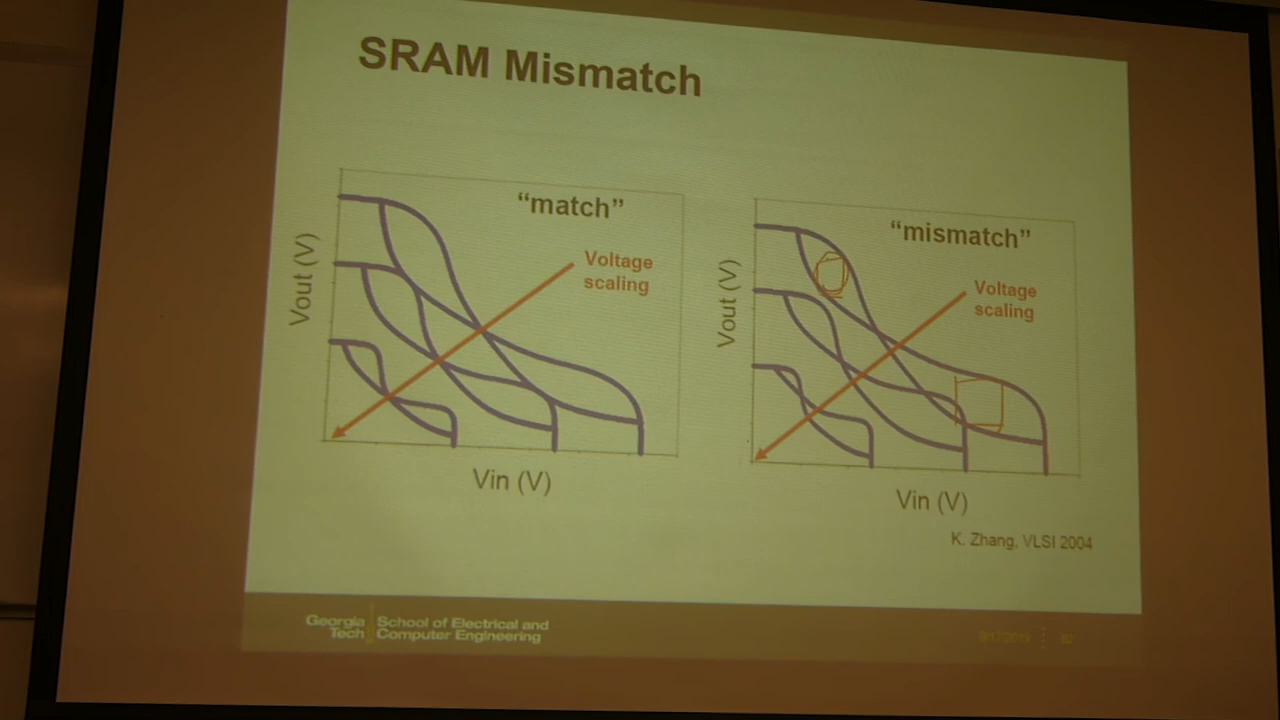 SRAM Mismatch
"match"
Voltage
scaling
Vout (V)
Vin (V)
"mismatch"
Voltage
scaling
Vout (V)
Vin (V)
K. Zhang, VLSI 2004
Georgia
Tech
School of Electrical and
Computer Engineering